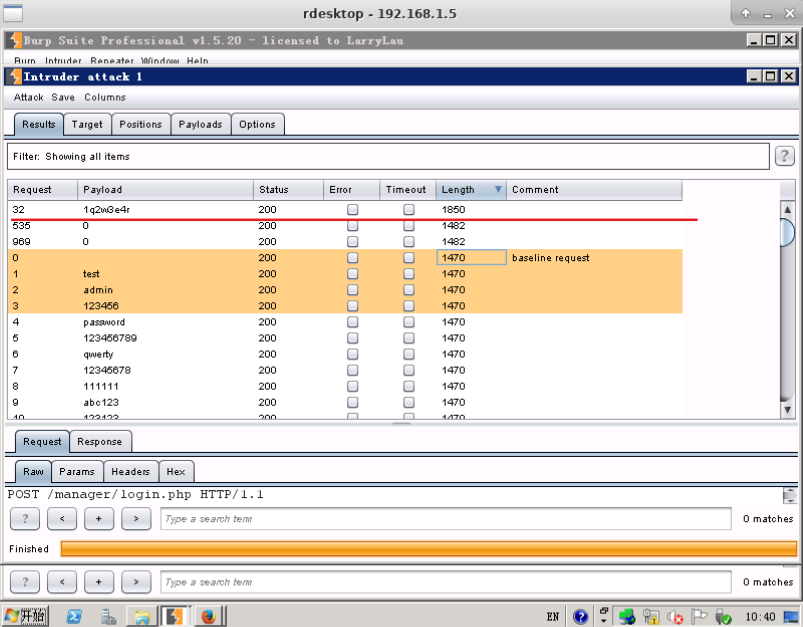 rdesktop - 192.168.1.5
Burp Suite Professional v1.5.20 - licensed to LarryLau
Burp Intruder Repeater Window Help
Intruder attack 1
Attack Save Columns
Results Target Positions Payloads Options
Filter: Showing all items ?
Request Payload Status Error Timeout Length Comment
32 1q2w3e4r 200 1850
535 0 200 1482
969 0 200 1482
0 200 1470 baseline request
1 test 200 1470
2 admin 200 1470
3 123456 200 1470
4 password 200 1470
5 123456789 200 1470
6 qwerty 200 1470
7 12345678 200 1470
8 111111 200 1470
9 abc123 200 1470
10 123123 200 1470
Request Response
Raw Params Headers Hex
POST /manager/login.php HTTP/1.1
? < + > Type a search term 0 matches
Finished
? < + > Type a search term 0 matches
开始 EN ? 10:40